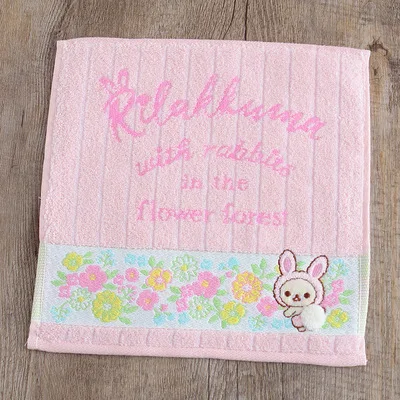 Rilakkuma
with rabbits
in the
flower forest